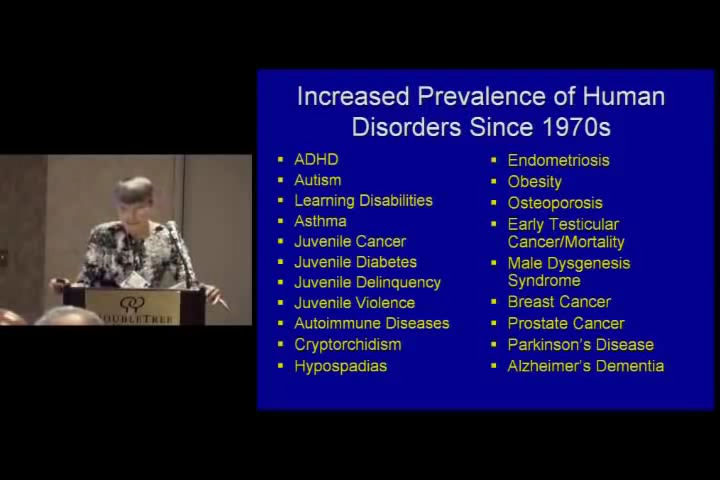 Increased Prevalence of Human
Disorders Since 1970s
▪ ADHD
▪ Autism
▪ Learning Disabilities
▪ Asthma
▪ Juvenile Cancer
▪ Juvenile Diabetes
▪ Juvenile Delinquency
▪ Juvenile Violence
▪ Autoimmune Diseases
▪ Cryptorchidism
▪ Hypospadias
▪ Endometriosis
▪ Obesity
▪ Osteoporosis
▪ Early Testicular
Cancer/Mortality
▪ Male Dysgenesis
Syndrome
▪ Breast Cancer
▪ Prostate Cancer
▪ Parkinson's Disease
▪ Alzheimer's Dementia
DOUBLETREE